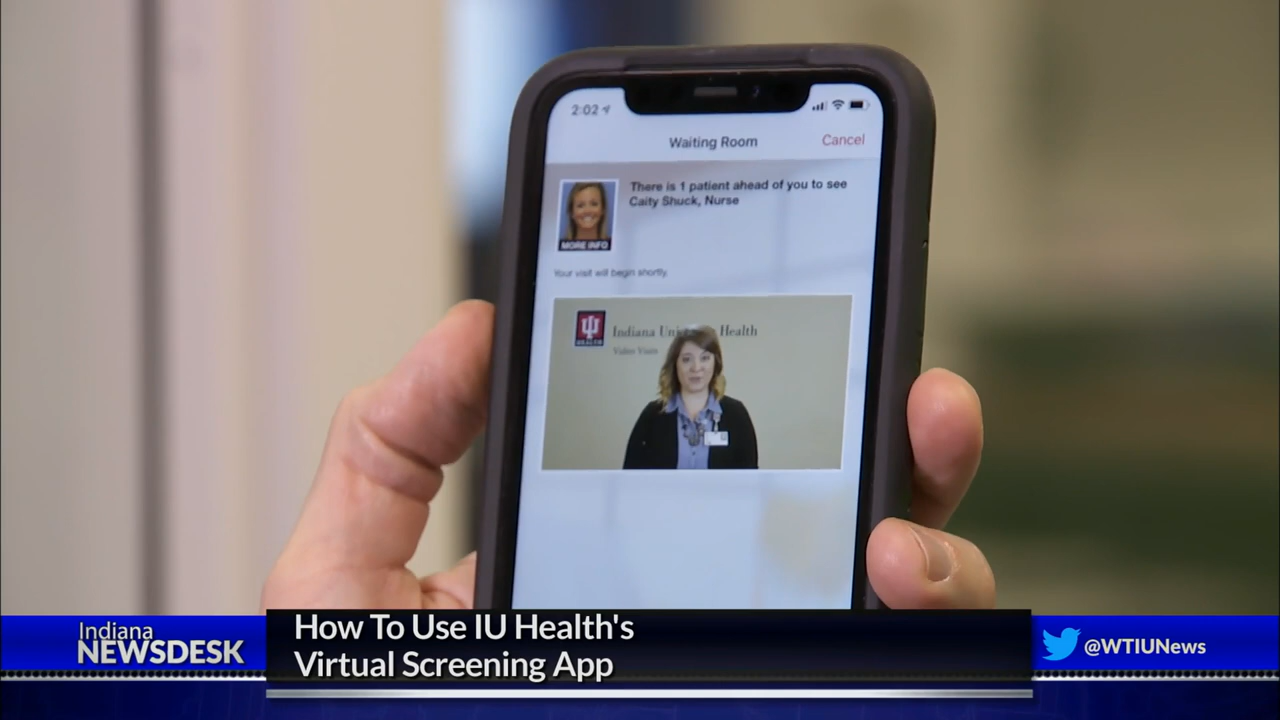 2:02
Waiting Room
Cancel
There is 1 patient ahead of you to see
Caity Shuck, Nurse
MORE INFO
Your visit will begin shortly.
Indiana Un Health
HEALTH
Video Visits
Indiana
NEWSDESK
How To Use IU Health's
Virtual Screening App
@WTIUNews